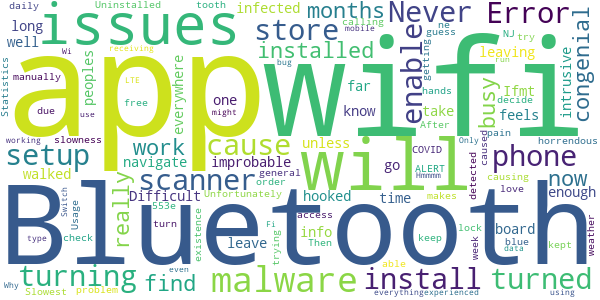 daily
tooth
Uninstalled
infected
months
Never
Error
long
issues
store
well
calling
Wi
mobile
ne
guess
NJ
try
installed
enable
leaving
busy
congenial
intrusive
app
wifi
Statistics
manually
peoples
everywhere
receiving
getting
run
bug
hands
Ifmt
decide
LTE
far
take
due
use
free
one
might
know
After
feels
working
slowness
cause
unless
Only
pain
horrendous
setup
work
improbable
go
COVID
phone
navigate
will
ALERT
Hmmmm
detected
caused
causing
walked
scanner
general
order
hooked
time
makes
love
now
really
Difficult
Unfortunately
access
enough
Bluetooth
Usage
Switch
553e
turn
existence
leave
info
Fi
Then
keep
week
lock
board
blue
data
weather
check
trying
able
kept
turning
malware
install
turned
type
Why
Slowest
problem
find
even
everything
experienced
using